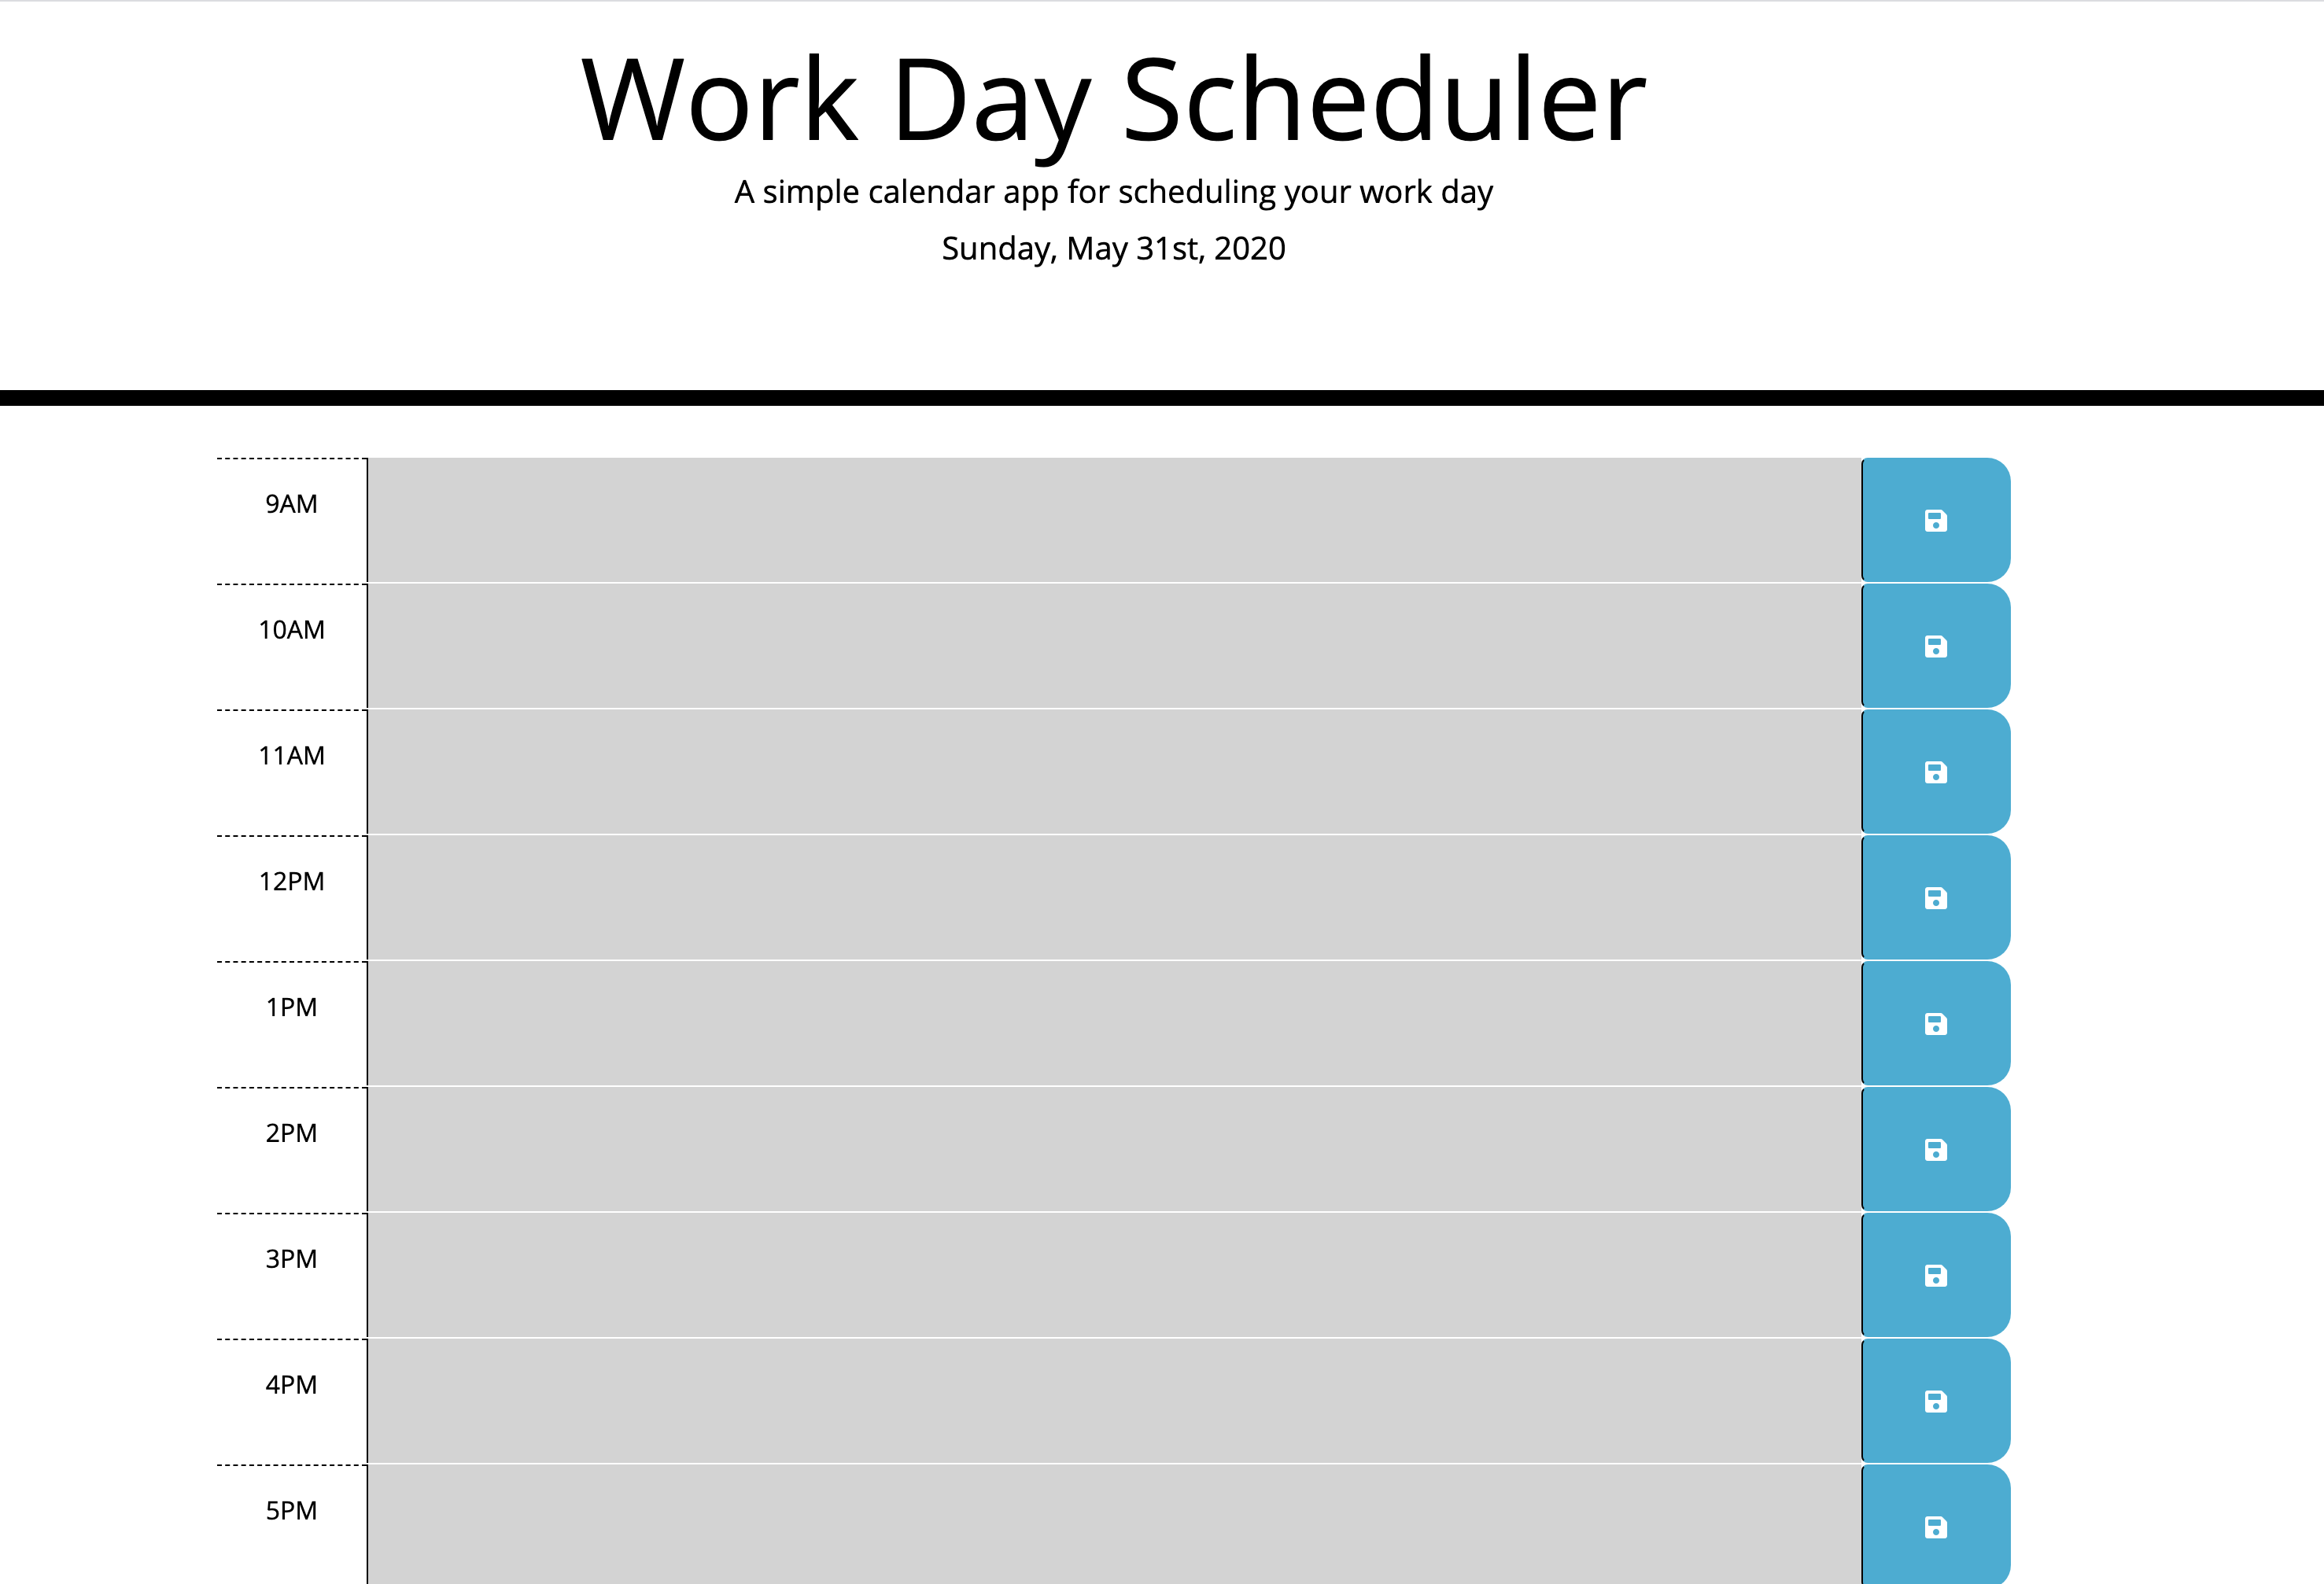 Work Day Scheduler
A simple calendar app for scheduling your work day
Sunday, May 31st, 2020
9AM
10AM
11AM
12PM
1PM
2PM
3PM
4PM
5PM